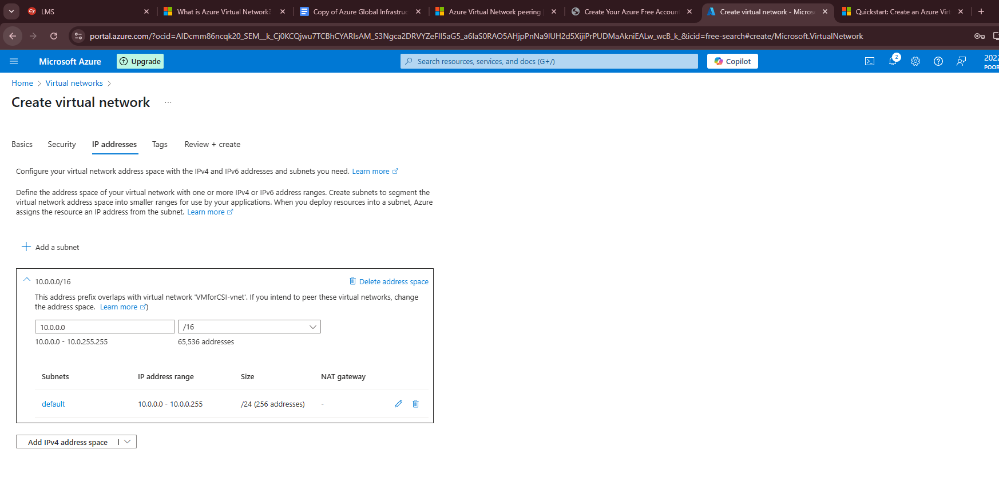 LMS
What is Azure Virtual Network?
Copy of Azure Global Infrastruc
Azure Virtual Network peering
Create Your Azure Free Account
Create virtual network - Micros
Quickstart: Create an Azure Virt
portal.azure.com/?ocid=AIDcmm86ncqk20_SEM__k_Cj0KCQjwu7TCBhCYARIsAM_S3Ngca2DRVYZeFII5aG5_a6IaS0RAO5AHjpPnNa9IUH2d5XijiPrPUDMaAkniEALw_wcB_k_&icid=free-search#create/Microsoft.VirtualNetwork
Microsoft Azure
Upgrade
Search resources, services, and docs (G+/)
Copilot
2
2022
POOR
Home > Virtual networks >
Create virtual network ...
Basics Security IP addresses Tags Review + create
Configure your virtual network address space with the IPv4 and IPv6 addresses and subnets you need. Learn more
Define the address space of your virtual network with one or more IPv4 or IPv6 address ranges. Create subnets to segment the
virtual network address space into smaller ranges for use by your applications. When you deploy resources into a subnet, Azure
assigns the resource an IP address from the subnet. Learn more
Add a subnet
10.0.0.0/16 Delete address space
This address prefix overlaps with virtual network 'VMforCSI-vnet'. If you intend to peer these virtual networks, change
the address space. Learn more )
10.0.0.0 /16
10.0.0.0 - 10.0.255.255 65,536 addresses
Subnets IP address range Size NAT gateway
default 10.0.0.0 - 10.0.0.255 /24 (256 addresses) -
Add IPv4 address space |